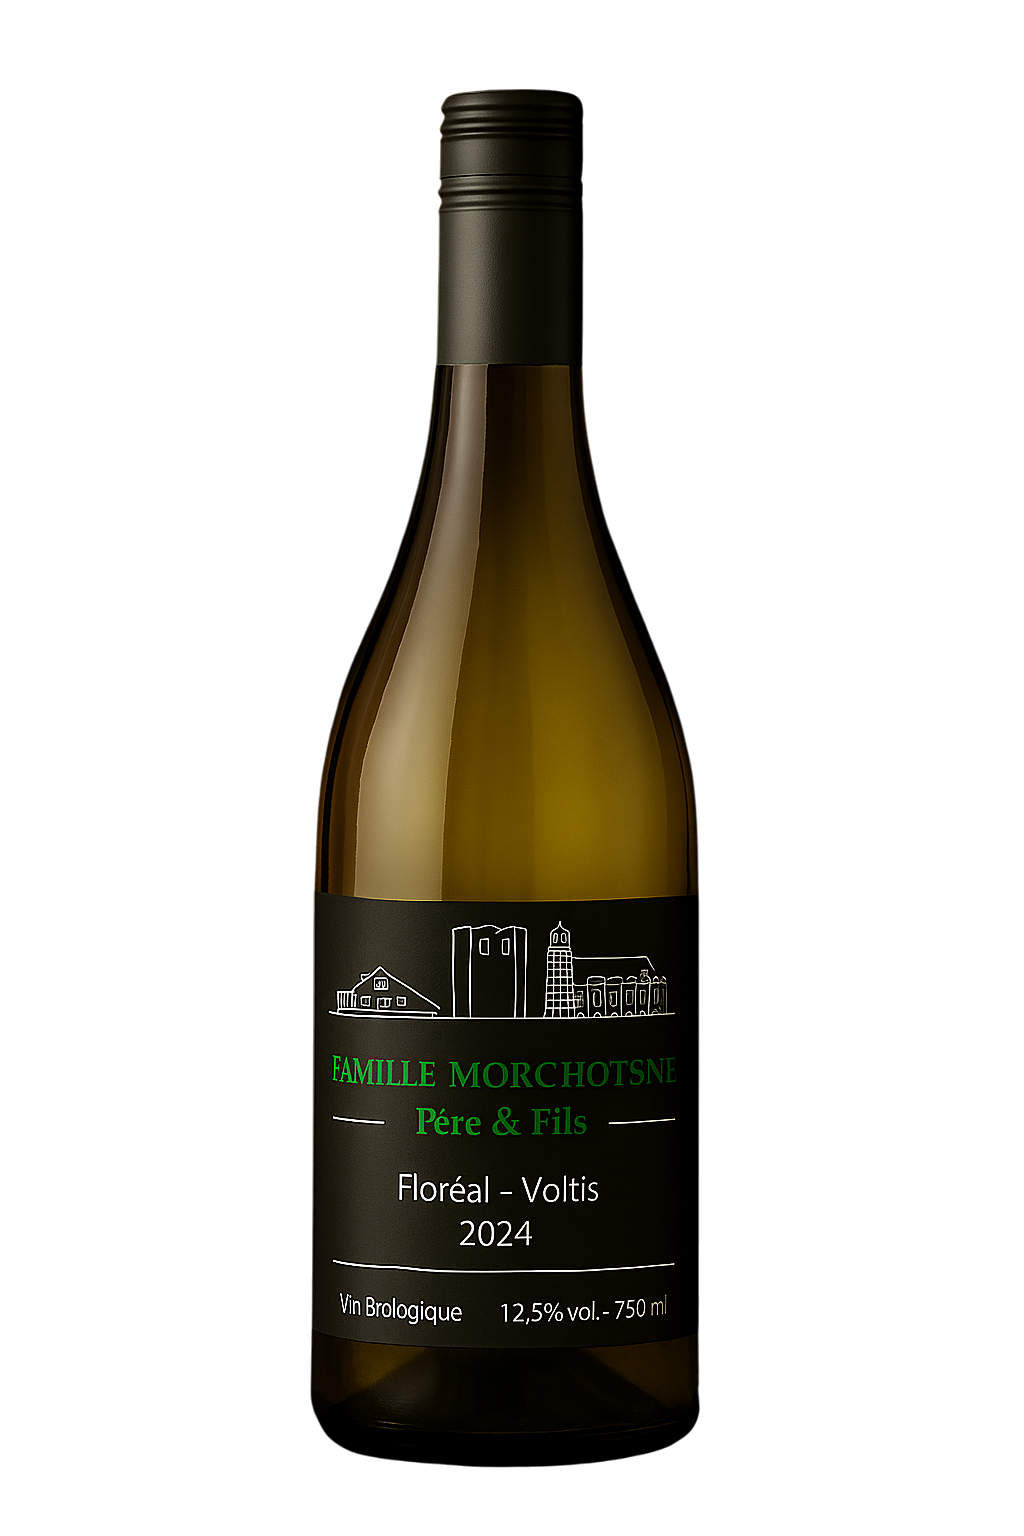 FAMILLE MORCHOTSNE
Pére & Fils
Floréal - Voltis
2024
Vin Brologique 12,5% vol.- 750 ml